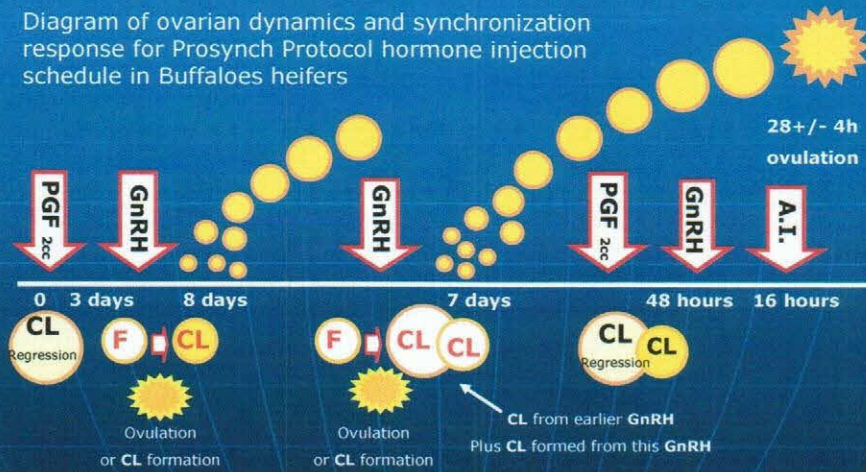 Diagram of ovarian dynamics and synchronization
response for Prosynch Protocol hormone injection
schedule in Buffaloes heifers
28+/- 4h
ovulation
PGF 2cc
GnRH
GnRH
PGF 2cc
GnRH
A.I.
0 3 days 8 days 7 days 48 hours 16 hours
CL
Regression
F CL
F CL CL
CL
Regression
CL
Ovulation
or CL formation
Ovulation
or CL formation
CL from earlier GnRH
Plus CL formed from this GnRH